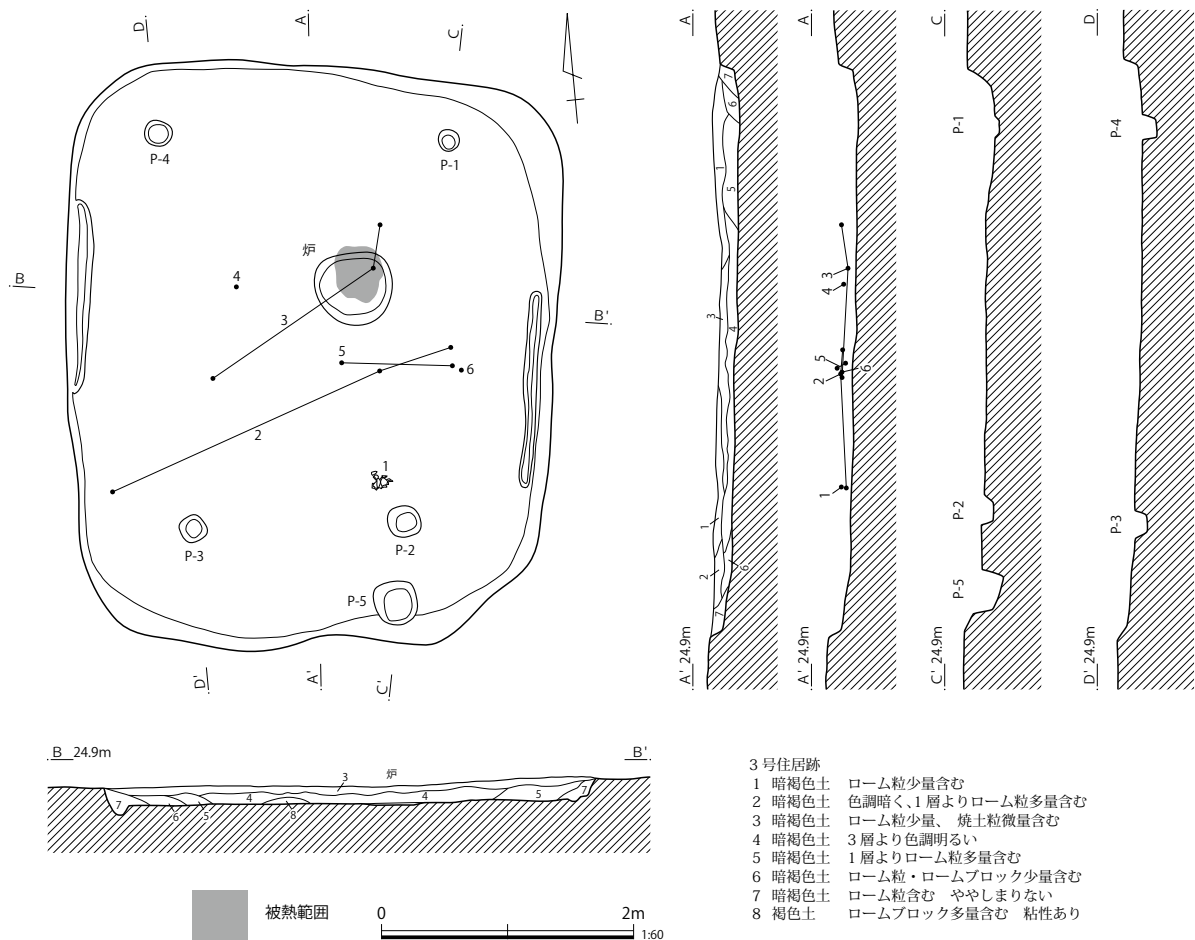 D
A
C
P-4
P-1
炉
4
3
B
B'
5
6
2
1
P-3
P-2
P-5
D'
A'
C'
A
7
6
1
5
3
4
1
2
6
7
A' 24.9m
A
3
4
5
6
2
1
A' 24.9m
C
P-1
P-2
P-5
C' 24.9m
D
P-4
P-3
D' 24.9m
B 24.9m
B'
炉
3
7
6
5
4
8
4
5
7
被熱範囲
0
2m
1:60
3号住居跡
1 暗褐色土 ローム粒少量含む
2 暗褐色土 色調暗く、1層よりローム粒多量含む
3 暗褐色土 ローム粒少量、 焼土粒微量含む
4 暗褐色土 3層より色調明るい
5 暗褐色土 1層よりローム粒多量含む
6 暗褐色土 ローム粒・ロームブロック少量含む
7 暗褐色土 ローム粒含む ややしまりない
8 褐色土 ロームブロック多量含む 粘性あり